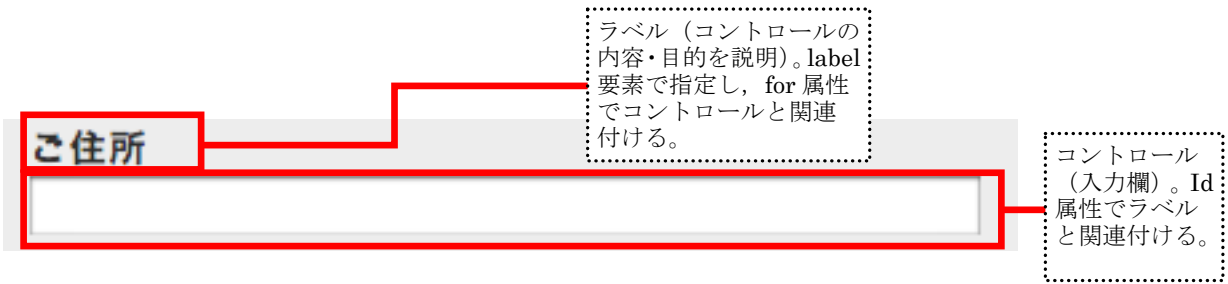 ラベル（コントロールの
内容・目的を説明）。label
要素で指定し，for 属性
でコントロールと関連
付ける。
ご住所
コントロール
（入力欄）。Id
属性でラベル
と関連付ける。